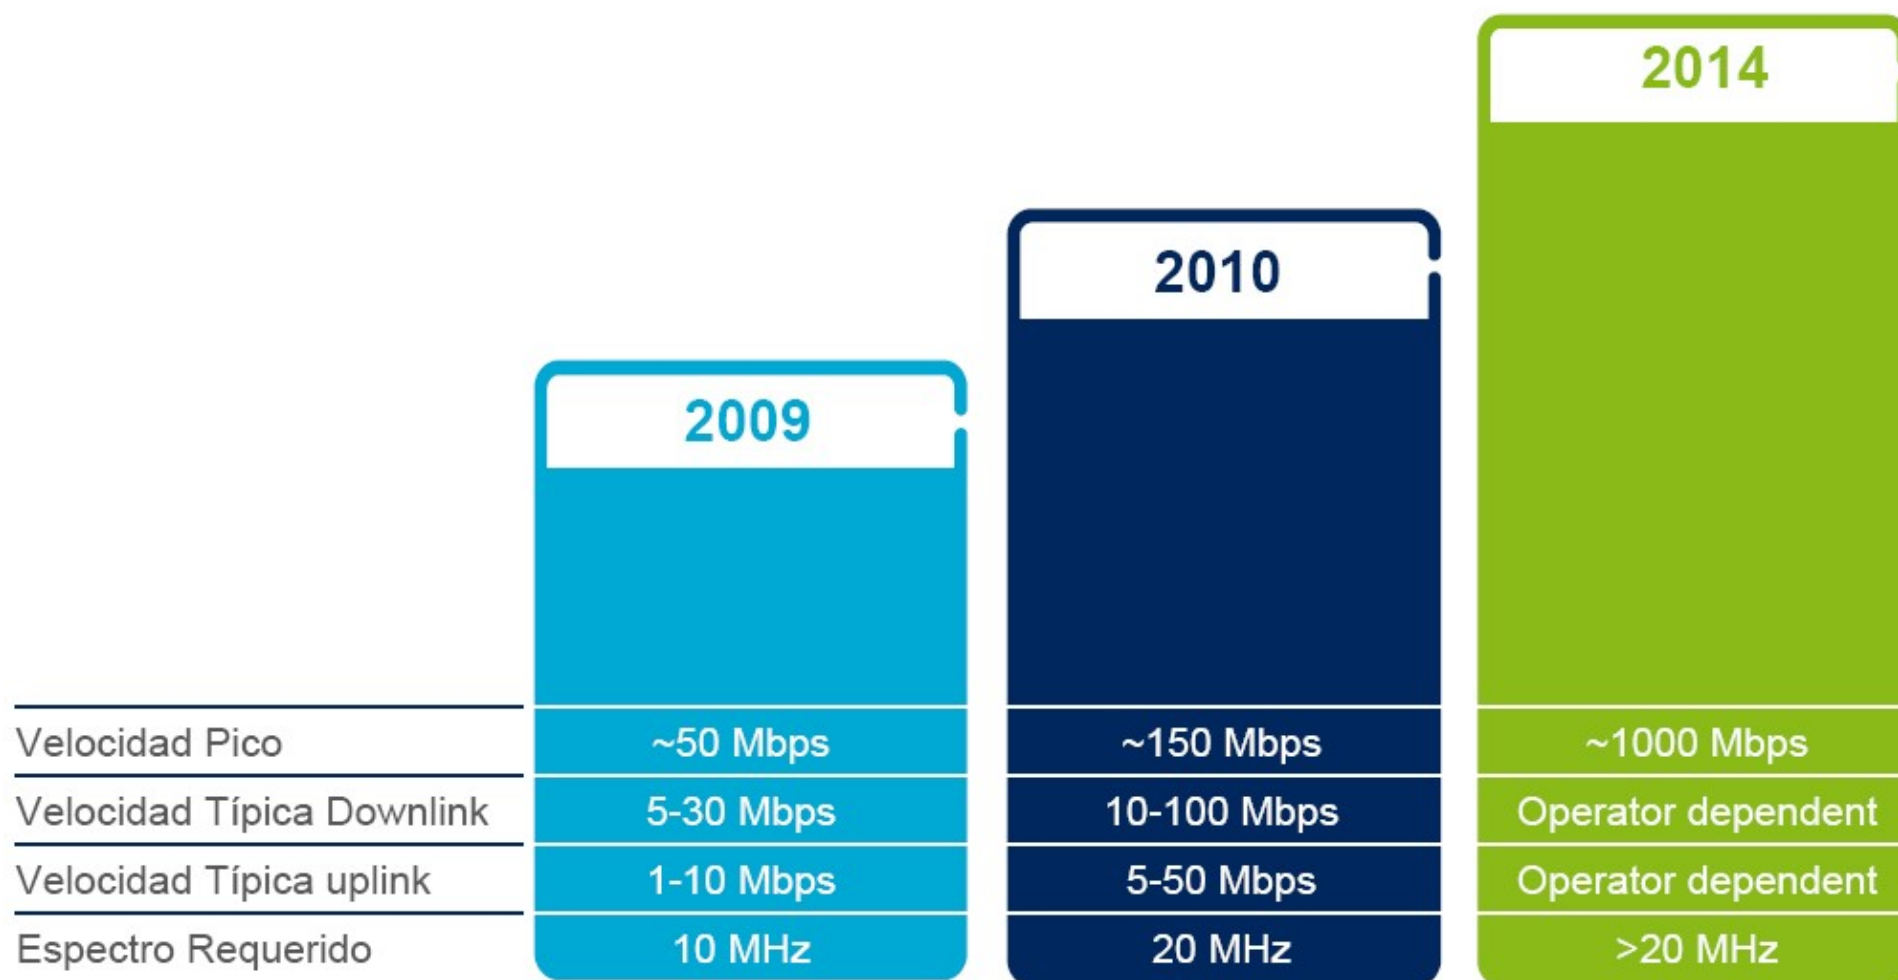 2014
2010
2009
Velocidad Pico ~50 Mbps ~150 Mbps ~1000 Mbps
Velocidad Típica Downlink 5-30 Mbps 10-100 Mbps Operator dependent
Velocidad Típica uplink 1-10 Mbps 5-50 Mbps Operator dependent
Espectro Requerido 10 MHz 20 MHz >20 MHz